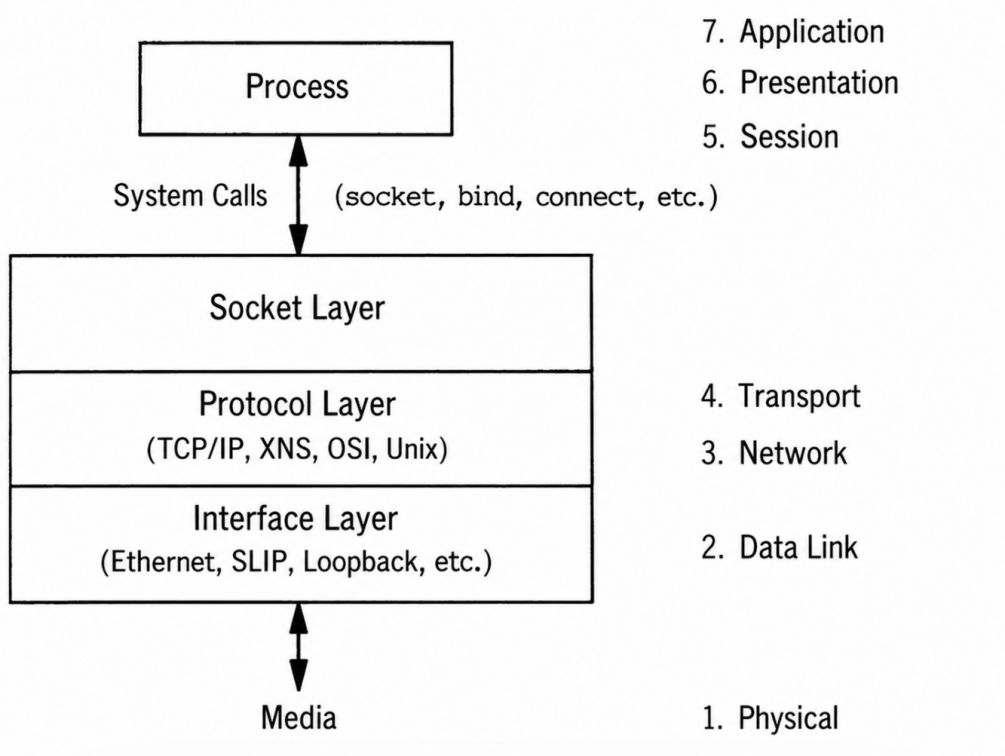 7. Application
Process
6. Presentation
5. Session
System Calls (socket, bind, connect, etc.)
Socket Layer
Protocol Layer
4. Transport
(TCP/IP, XNS, OSI, Unix)
3. Network
Interface Layer
(Ethernet, SLIP, Loopback, etc.)
2. Data Link
Media
1. Physical